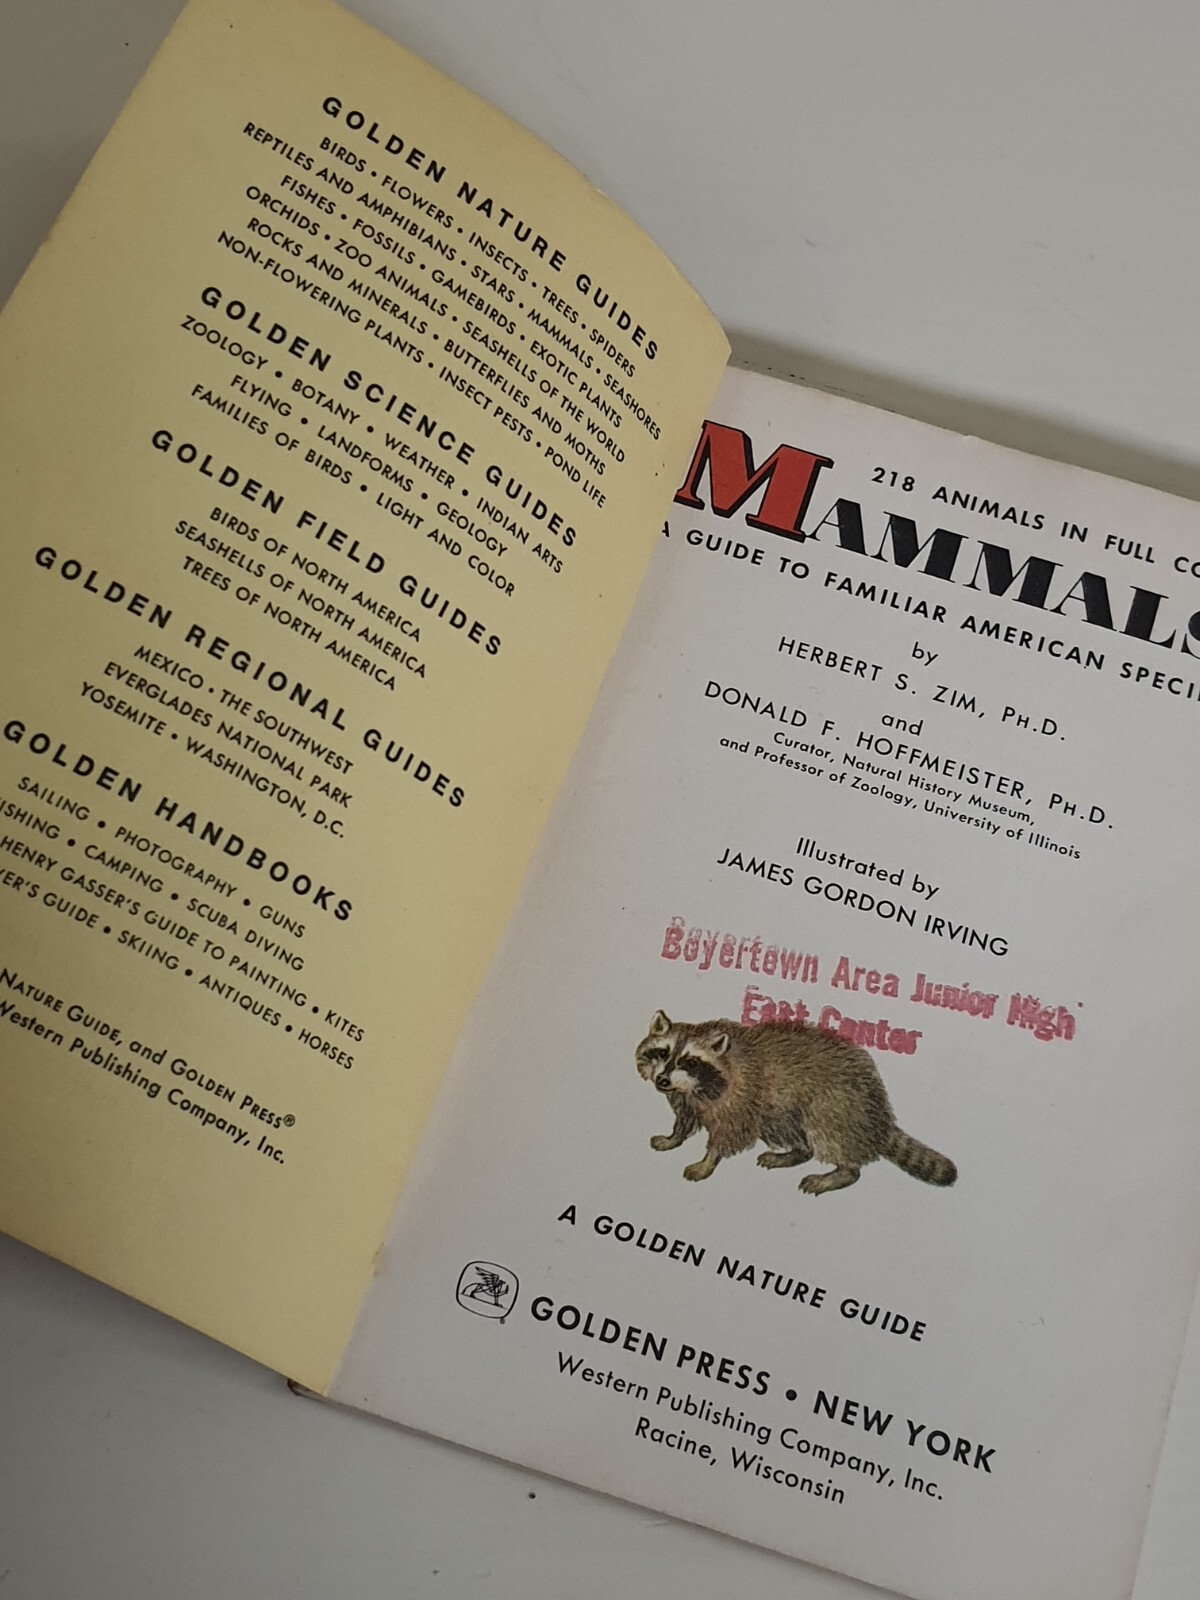 GOLDEN NATURE GUIDES
BIRDS • FLOWERS • INSECTS • TREES • SPIDERS
REPTILES AND AMPHIBIANS • STARS • MAMMALS • SEASHORES
FISHES • FOSSILS • GAMEBIRDS • EXOTIC PLANTS
ORCHIDS • ZOO ANIMALS • SEASHELLS OF THE WORLD
ROCKS AND MINERALS • BUTTERFLIES AND MOTHS
NON-FLOWERING PLANTS • INSECT PESTS • POND LIFE
GOLDEN SCIENCE GUIDES
ZOOLOGY • BOTANY • WEATHER • INDIAN ARTS
FLYING • LANDFORMS • GEOLOGY
FAMILIES OF BIRDS • LIGHT AND COLOR
GOLDEN FIELD GUIDES
BIRDS OF NORTH AMERICA
SEASHELLS OF NORTH AMERICA
TREES OF NORTH AMERICA
GOLDEN REGIONAL GUIDES
MEXICO • THE SOUTHWEST
EVERGLADES NATIONAL PARK
YOSEMITE • WASHINGTON, D.C.
GOLDEN HANDBOOKS
SAILING • PHOTOGRAPHY • GUNS
ISHING • CAMPING • SCUBA DIVING
HENRY GASSER'S GUIDE TO PAINTING • KITES
ER'S GUIDE • SKIING • ANTIQUES • HORSES
NATURE GUIDE, and GOLDEN PRESS®
Western Publishing Company, Inc.
218 ANIMALS IN FULL CO
MAMMALS
A GUIDE TO FAMILIAR AMERICAN SPECI
by
HERBERT S. ZIM, PH.D.
and
DONALD F. HOFFMEISTER, PH.D.
Curator, Natural History Museum,
and Professor of Zoology, University of Illinois
Illustrated by
JAMES GORDON IRVING
Boyertown Area Junior High
East Center
A GOLDEN NATURE GUIDE
GOLDEN PRESS • NEW YORK
Western Publishing Company, Inc.
Racine, Wisconsin